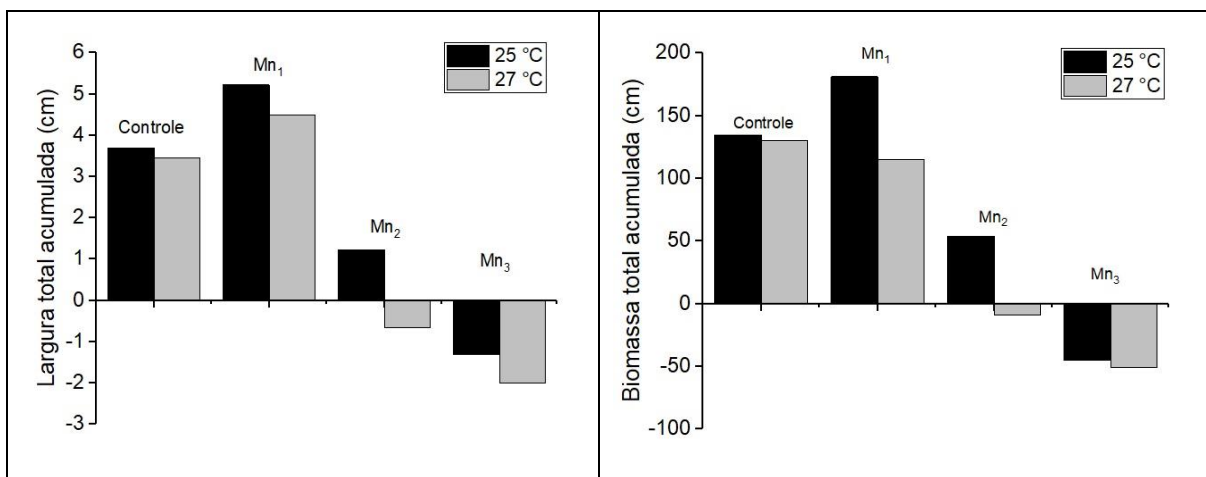 Largura total acumulada (cm)
6
5
4
3
2
1
0
-1
-2
-3
Controle
Mn₁
Mn₂
Mn₃
25 °C
27 °C
Biomassa total acumulada (cm)
200
150
100
50
0
-50
-100
Controle
Mn₁
Mn₂
Mn₃
25 °C
27 °C